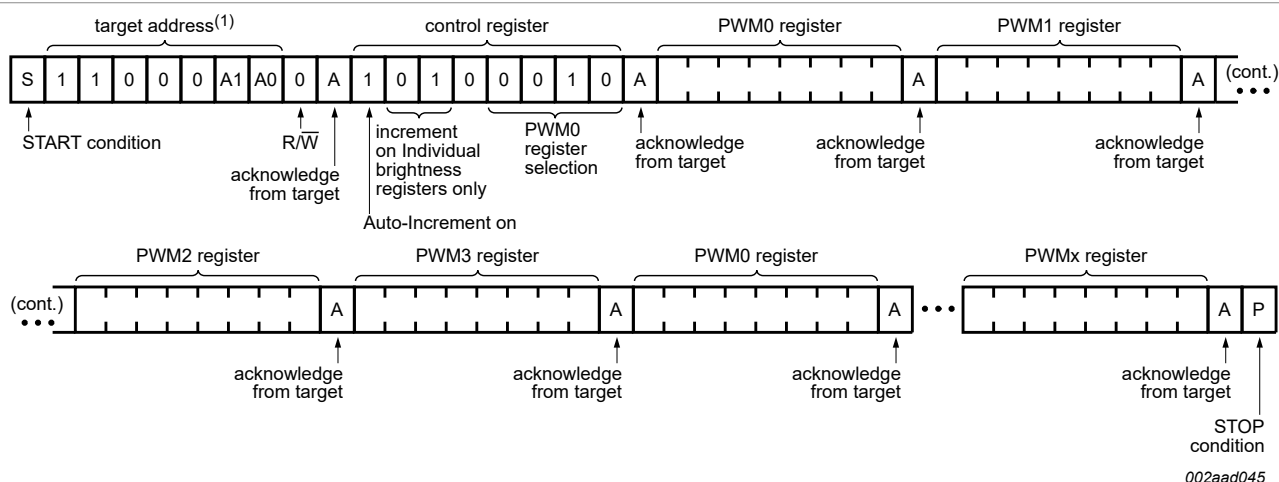 target address(1) control register PWM0 register PWM1 register
S 1 1 0 0 0 A1 A0 0 A 1 0 1 0 0 0 1 0 A A A (cont.)
START condition
R/W
acknowledge
from target
increment
on Individual
brightness
registers only
Auto-Increment on
PWM0
register
selection
acknowledge
from target
acknowledge
from target
acknowledge
from target
PWM2 register PWM3 register PWM0 register PWMx register
(cont.) A A A A P
acknowledge
from target
acknowledge
from target
acknowledge
from target
acknowledge
from target
STOP
condition
002aad045